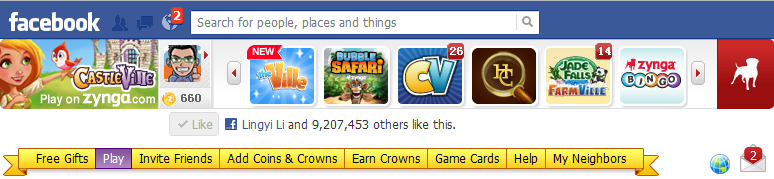 facebook 2 Search for people, places and things
CASTLEVILLE
Play on zynga.com
660
NEW
the Ville
BUBBLE SAFARI
CV 26
HC
JADE FALLS FARMVILLE 14
zynga BINGO
Like Lingyi Li and 9,207,453 others like this.
Free Gifts Play Invite Friends Add Coins & Crowns Earn Crowns Game Cards Help My Neighbors 2